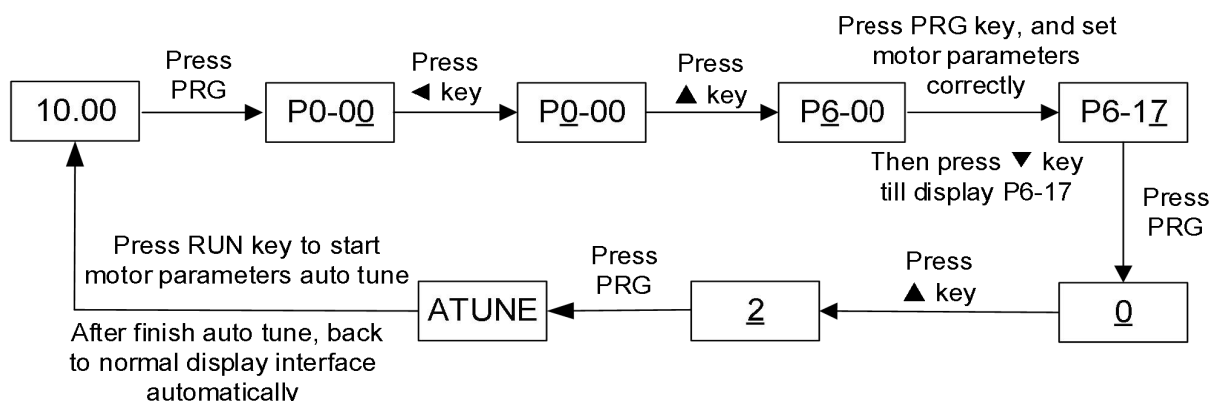 10.00
Press
PRG
P0-00
Press
◄ key
P0-00
Press
▲ key
P6-00
Press PRG key, and set
motor parameters
correctly
Then press ▼ key
till display P6-17
P6-17
Press
PRG
0
Press
▲ key
2
Press
PRG
ATUNE
Press RUN key to start
motor parameters auto tune
After finish auto tune, back
to normal display interface
automatically